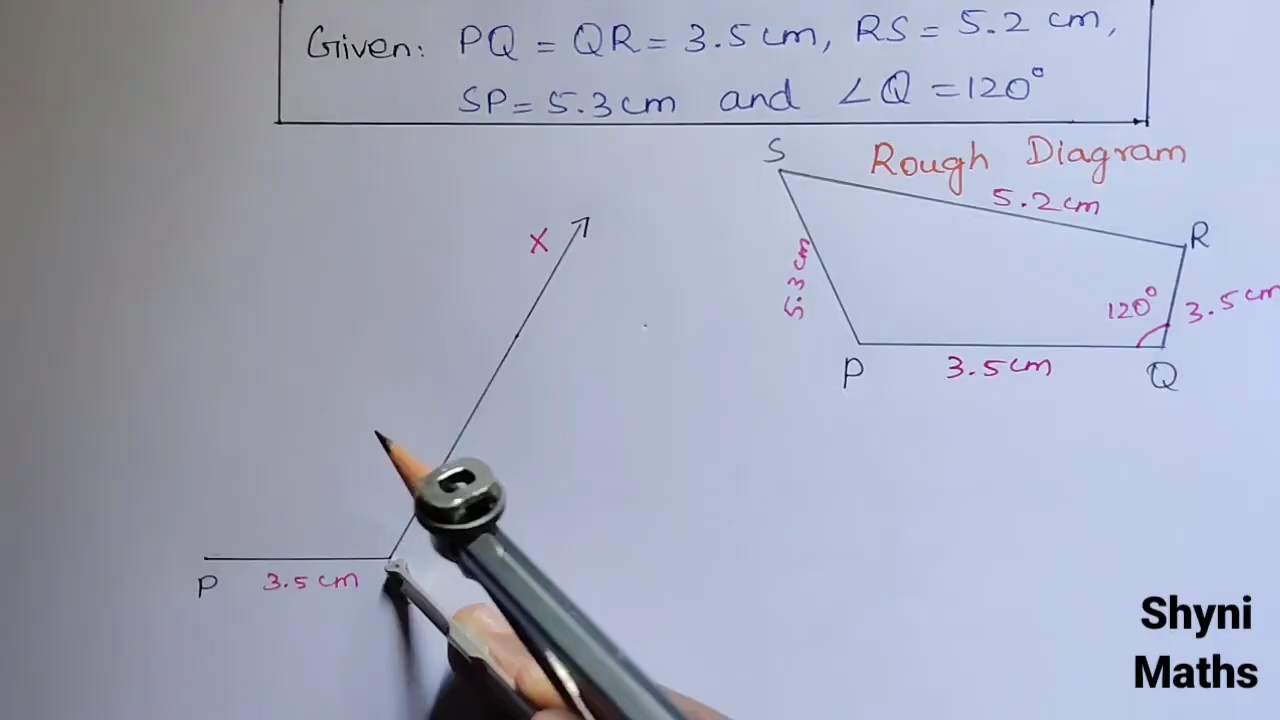 Given: PQ = QR = 3.5 cm, RS = 5.2 cm,
SP = 5.3 cm and ∠Q = 120°
Rough Diagram
S
5.2 cm
R
5.3 cm
120°
3.5 cm
P
3.5 cm
Q
X
P
3.5 cm
Shyni
Maths